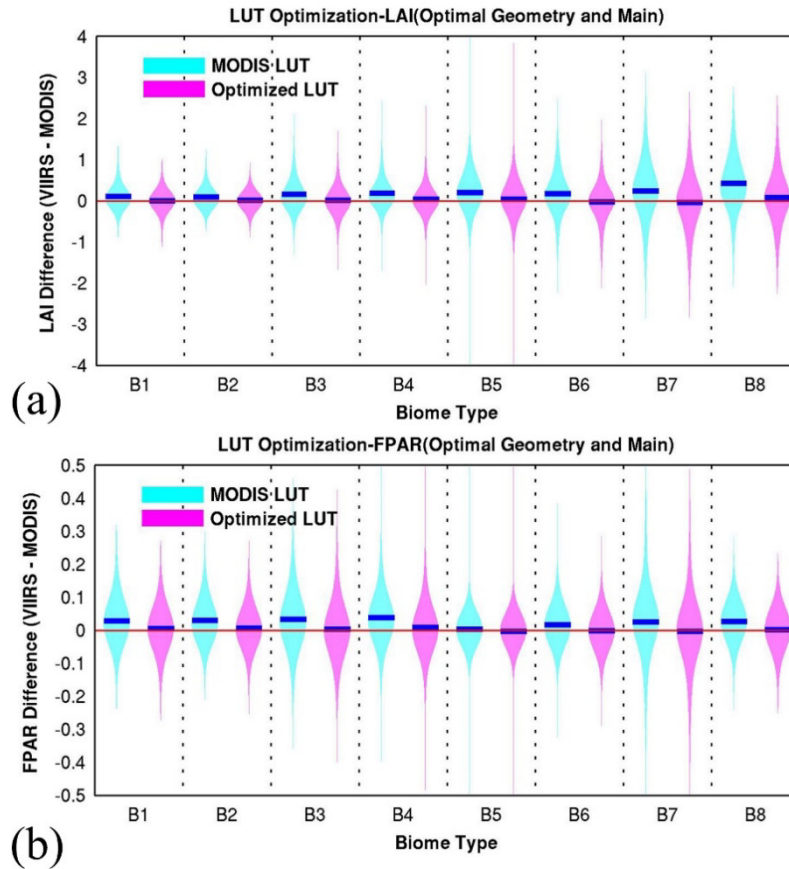 LUT Optimization-LAI(Optimal Geometry and Main)
4
3
2
1
0
-1
-2
-3
-4
LAI Difference (VIIRS - MODIS)
MODIS LUT
Optimized LUT
B1 B2 B3 B4 B5 B6 B7 B8
Biome Type
(a)
LUT Optimization-FPAR(Optimal Geometry and Main)
0.5
0.4
0.3
0.2
0.1
0
-0.1
-0.2
-0.3
-0.4
-0.5
FPAR Difference (VIIRS - MODIS)
MODIS LUT
Optimized LUT
B1 B2 B3 B4 B5 B6 B7 B8
Biome Type
(b)